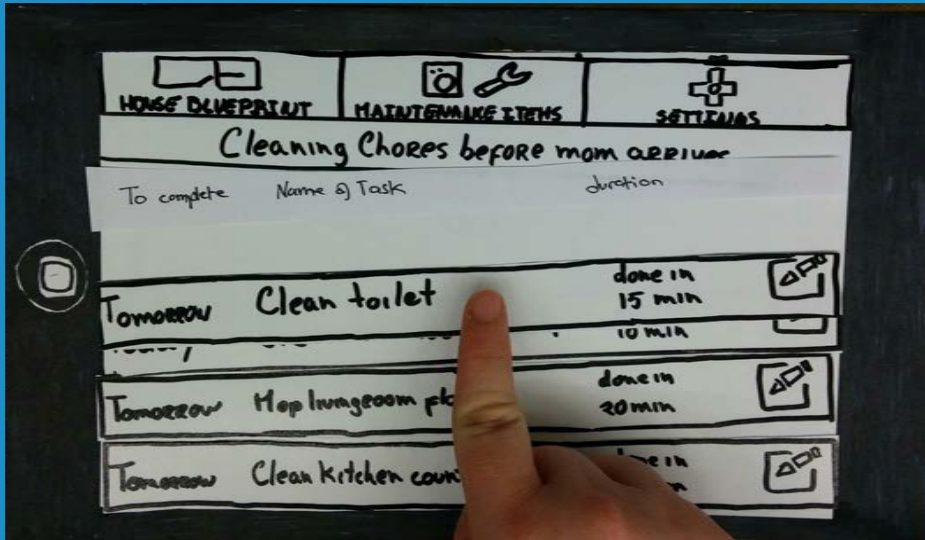 HOUSE BLUEPRINT
MAINTENANCE ITEMS
SETTINGS
Cleaning Chores before mom arrives
To complete Name of Task duration
Tomorrow Clean toilet done in
15 min
Today
10 min
Tomorrow Mop livingroom done in
20 min
Tomorrow Clean kitchen